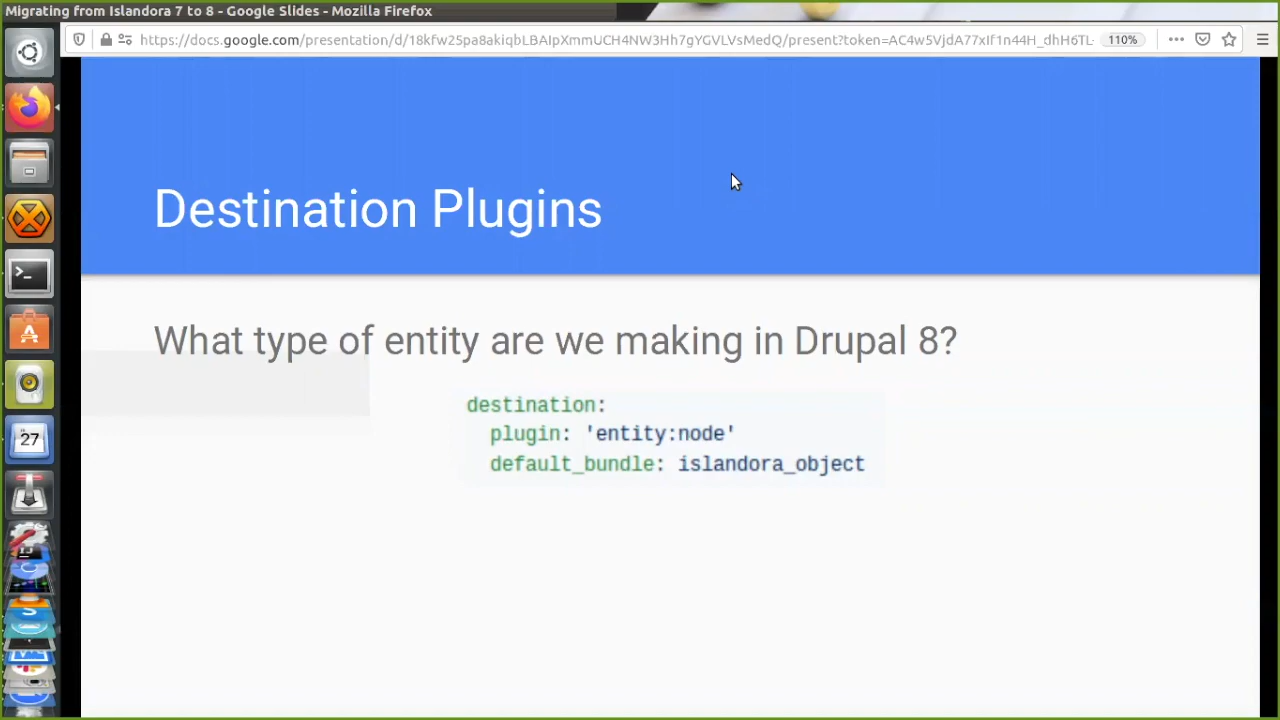 Migrating from Islandora 7 to 8 - Google Slides - Mozilla Firefox
https://docs.google.com/presentation/d/18kfw25pa8akiqbLBAIpXmmUCH4NW3Hh7gYGVLVsMedQ/present?token=AC4w5VjdA77xIf1n44H_dhH6TL- 110%
Destination Plugins
What type of entity are we making in Drupal 8?
destination:
plugin: 'entity:node'
default_bundle: islandora_object
27